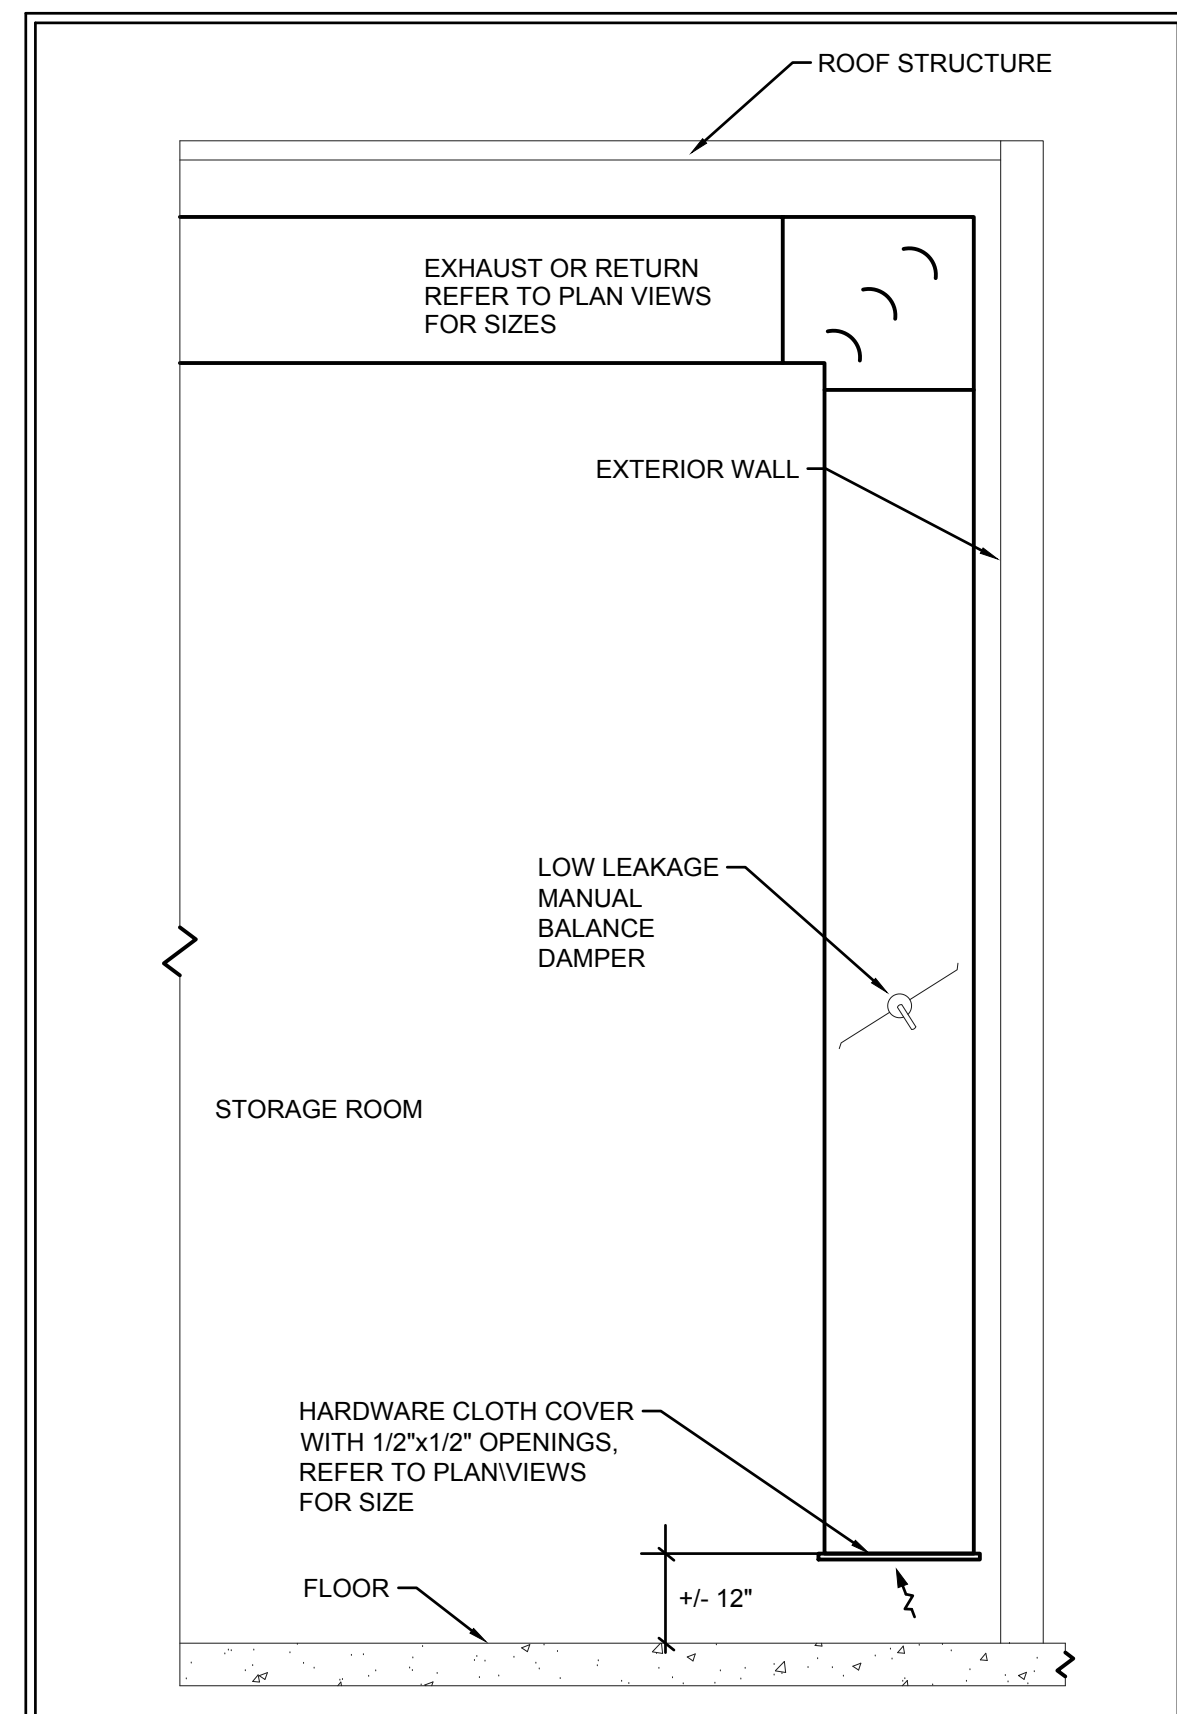 ROOF STRUCTURE
EXHAUST OR RETURN
REFER TO PLAN VIEWS
FOR SIZES
EXTERIOR WALL
LOW LEAKAGE
MANUAL
BALANCE
DAMPER
STORAGE ROOM
HARDWARE CLOTH COVER
WITH 1/2"x1/2" OPENINGS,
REFER TO PLAN\VIEWS
FOR SIZE
FLOOR
+/- 12"